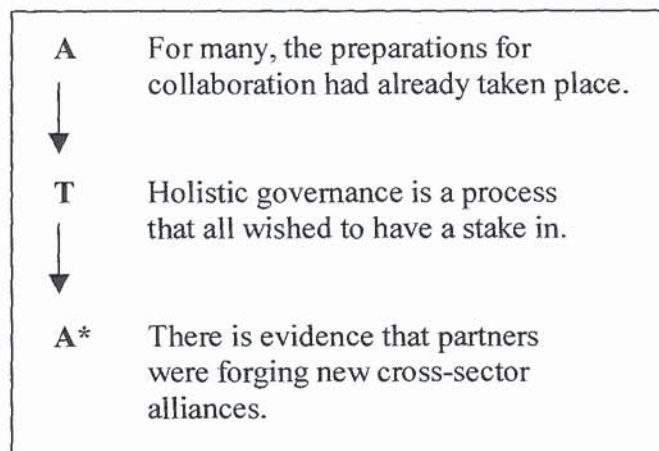 A For many, the preparations for
collaboration had already taken place.
T Holistic governance is a process
that all wished to have a stake in.
A* There is evidence that partners
were forging new cross-sector
alliances.